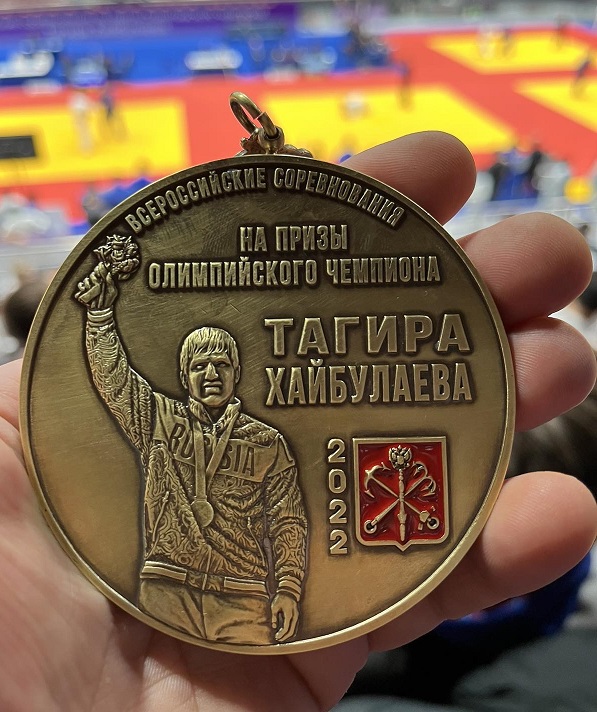 ВСЕРОССИЙСКИЕ СОРЕВНОВАНИЯ
НА ПРИЗЫ
ОЛИМПИЙСКОГО ЧЕМПИОНА
ТАГИРА
ХАЙБУЛАЕВА
RUSSIA
2022